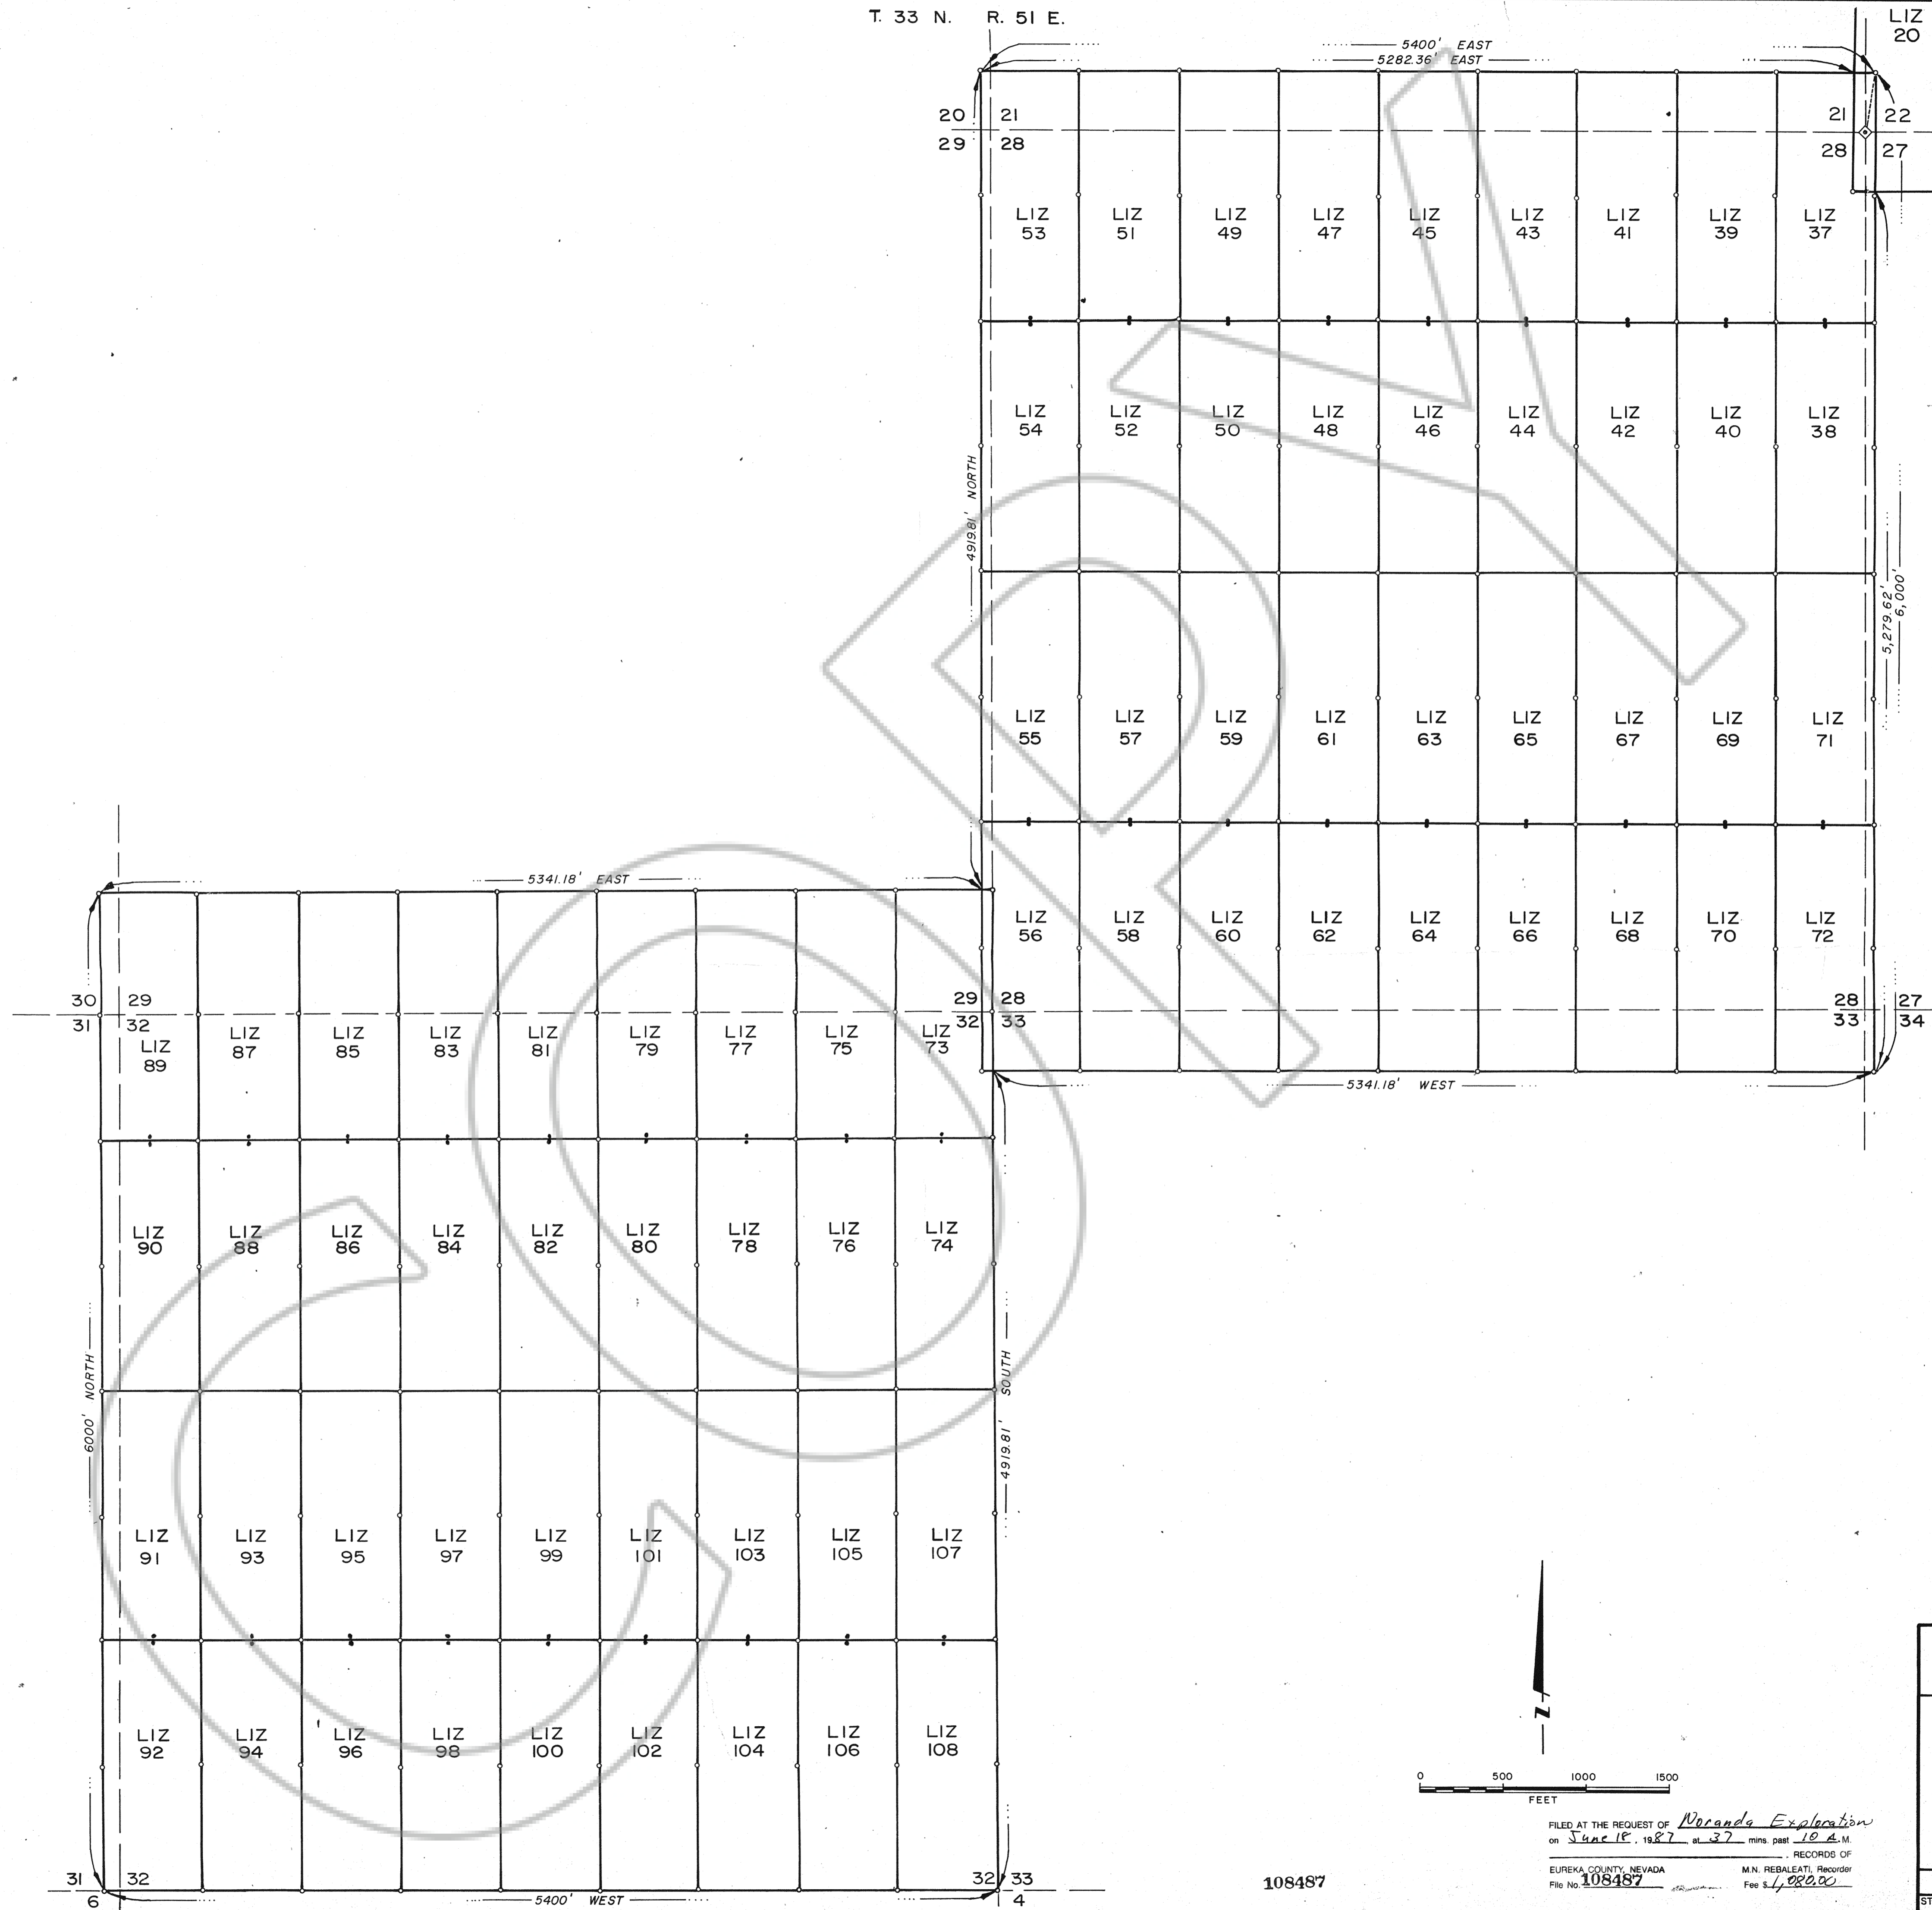 T. 33 N. R. 51 E.
LIZ
20
5400' EAST
5282.36' EAST
20 21
29 28
21 22
28 27
LIZ 53
LIZ 51
LIZ 49
LIZ 47
LIZ 45
LIZ 43
LIZ 41
LIZ 39
LIZ 37
LIZ 54
LIZ 52
LIZ 50
LIZ 48
LIZ 46
LIZ 44
LIZ 42
LIZ 40
LIZ 38
4919.81' NORTH
5,279.62'
6,000'
LIZ 55
LIZ 57
LIZ 59
LIZ 61
LIZ 63
LIZ 65
LIZ 67
LIZ 69
LIZ 71
LIZ 56
LIZ 58
LIZ 60
LIZ 62
LIZ 64
LIZ 66
LIZ 68
LIZ 70
LIZ 72
5341.18' EAST
30 29
31 32
29 28
32 33
28 27
33 34
5341.18' WEST
LIZ 89
LIZ 87
LIZ 85
LIZ 83
LIZ 81
LIZ 79
LIZ 77
LIZ 75
LIZ 73
LIZ 90
LIZ 88
LIZ 86
LIZ 84
LIZ 82
LIZ 80
LIZ 78
LIZ 76
LIZ 74
6000' NORTH
4919.81' SOUTH
LIZ 91
LIZ 93
LIZ 95
LIZ 97
LIZ 99
LIZ 101
LIZ 103
LIZ 105
LIZ 107
LIZ 92
LIZ 94
LIZ 96
LIZ 98
LIZ 100
LIZ 102
LIZ 104
LIZ 106
LIZ 108
31 32
6
32 33
4
5400' WEST
COPY
N
0 500 1000 1500
FEET
FILED AT THE REQUEST OF Noranda Exploration
on June 18, 1987 at 37 mins. past 10 A.M.
RECORDS OF
EUREKA COUNTY, NEVADA M.N. REBALEATI, Recorder
File No. 108487 Fee $ 1,080.00
108487
ST